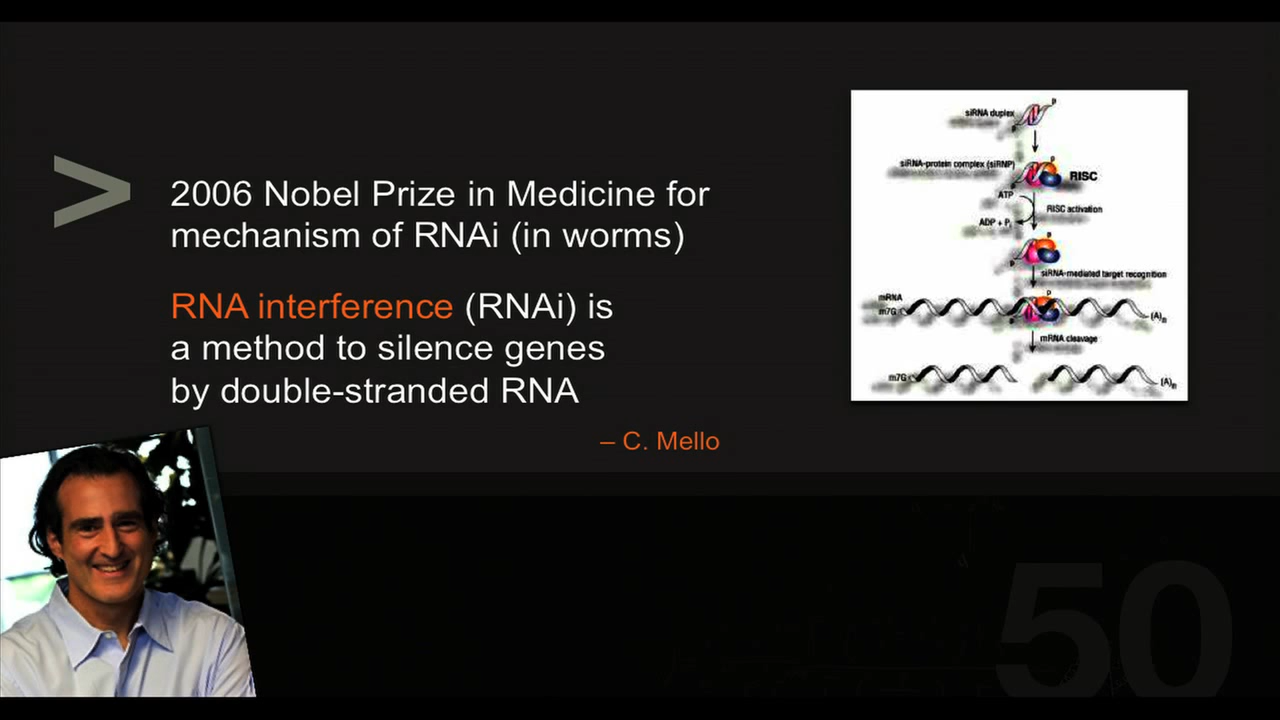 >
2006 Nobel Prize in Medicine for
mechanism of RNAi (in worms)
RNA interference (RNAi) is
a method to silence genes
by double-stranded RNA
– C. Mello
siRNA duplex
P
P
siRNA-protein complex (siRNP)
P
RISC
ATP
RISC activation
ADP + Pi
P
P
siRNA-mediated target recognition
mRNA
P
m7G
(A)n
P
mRNA cleavage
m7G
(A)n
50